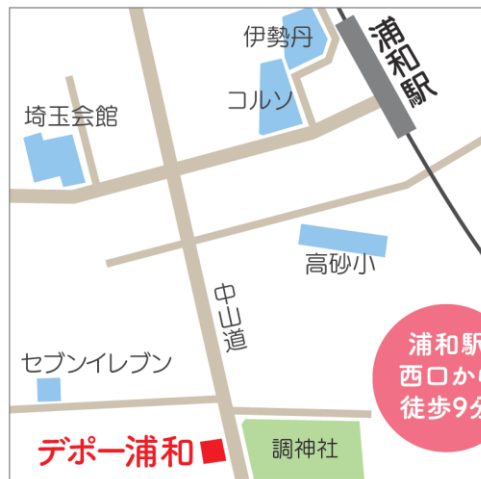 伊勢丹
浦和駅
コルソ
埼玉会館
高砂小
中山道
浦和駅
西口から
徒歩9分
セブンイレブン
デポー浦和
調神社